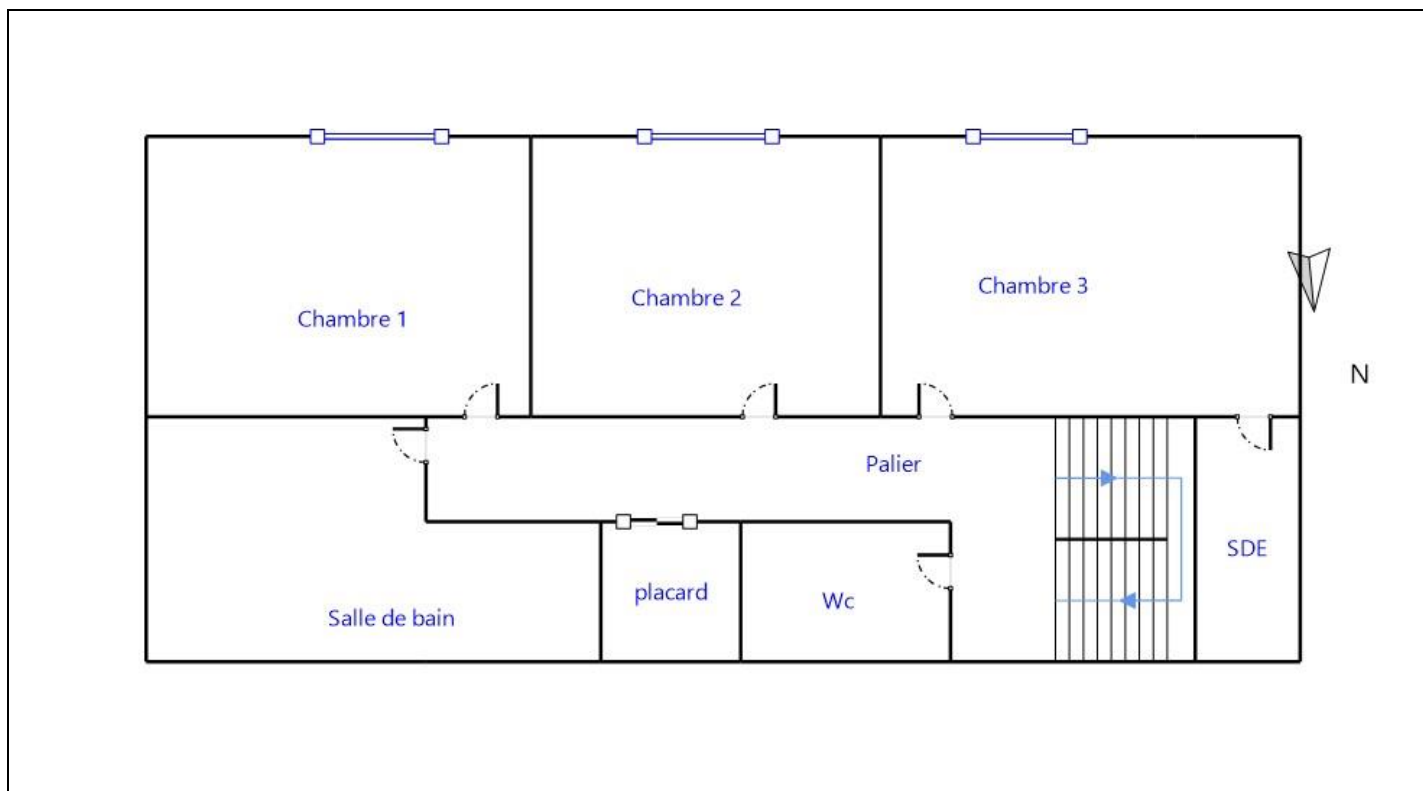 Chambre 1
Chambre 2
Chambre 3
N
Palier
SDE
placard
Wc
Salle de bain